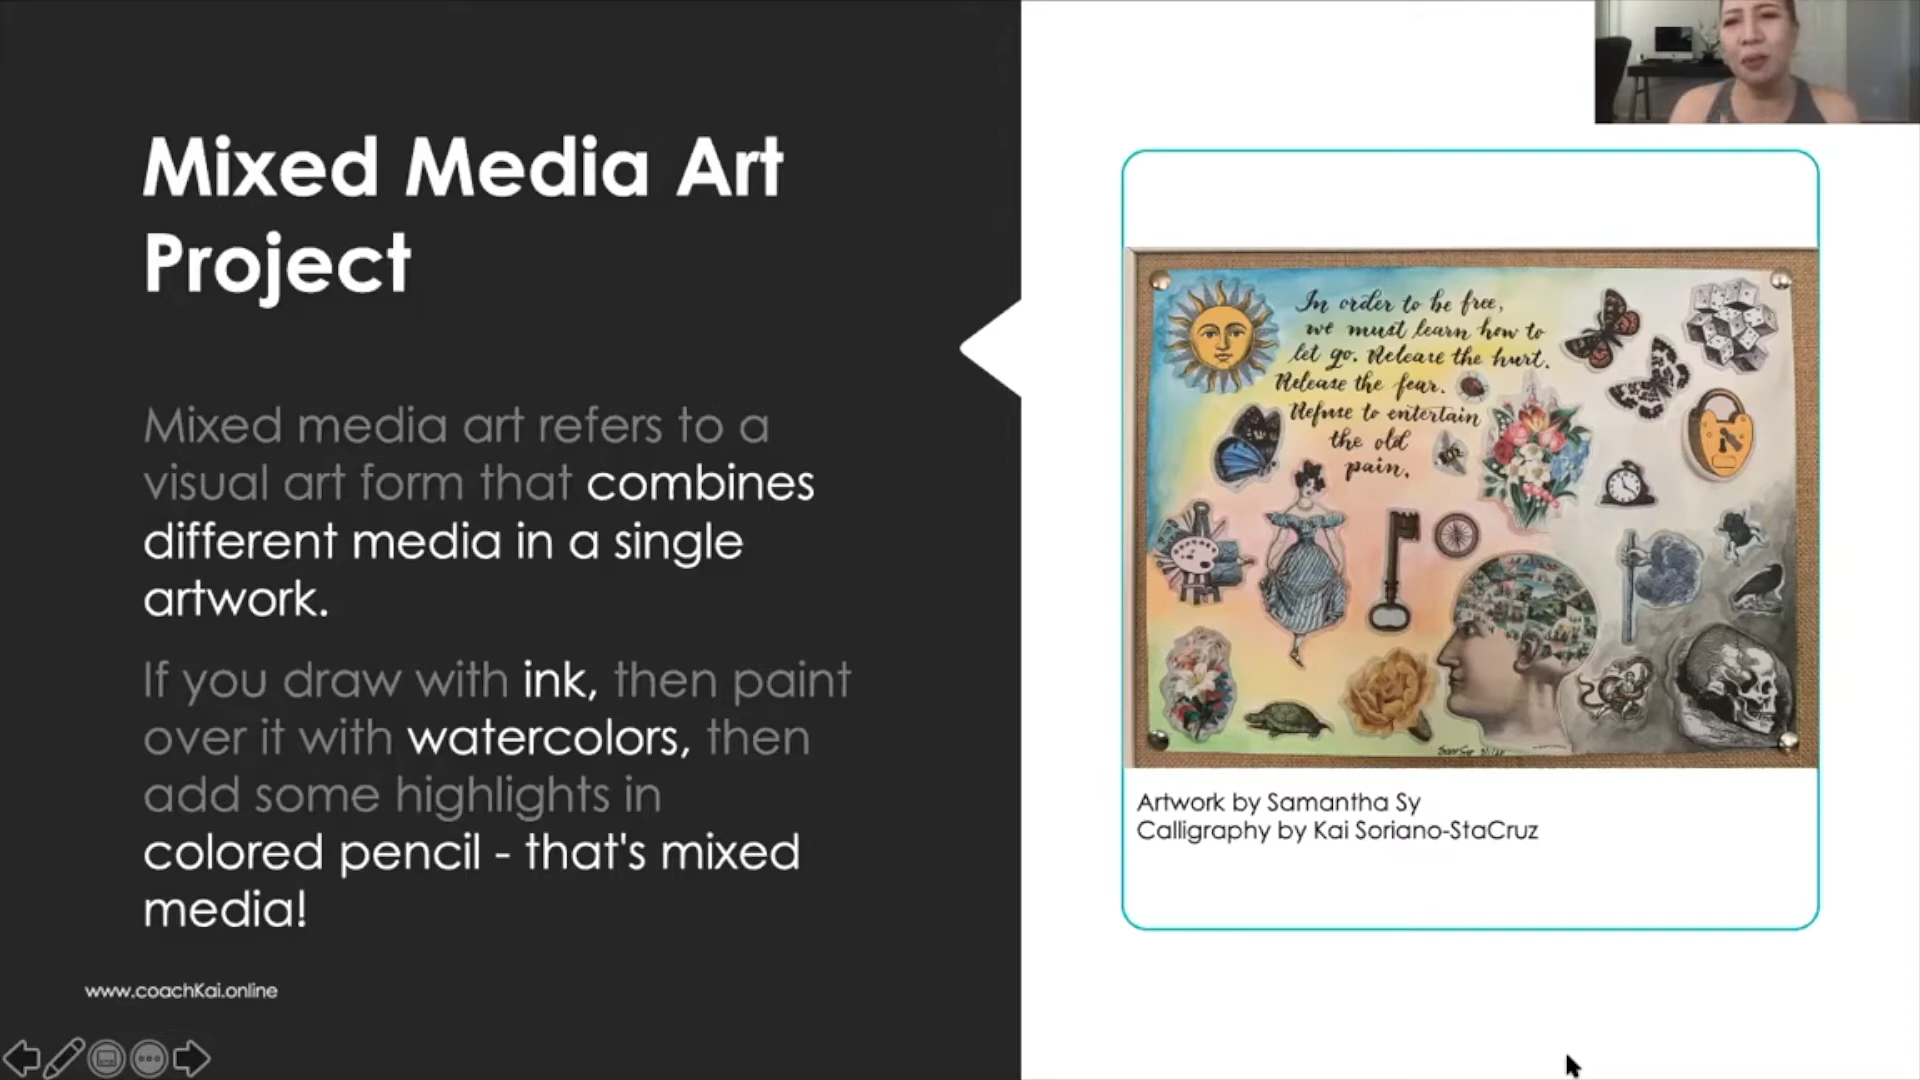 Mixed Media Art
Project
Mixed media art refers to a
visual art form that combines
different media in a single
artwork.
If you draw with ink, then paint
over it with watercolors, then
add some highlights in
colored pencil - that's mixed
media!
www.coachKai.online
In order to be free,
we must learn how to
let go. Release the hurt.
Release the fear.
Refuse to entertain
the old
pain.
Artwork by Samantha Sy
Calligraphy by Kai Soriano-StaCruz